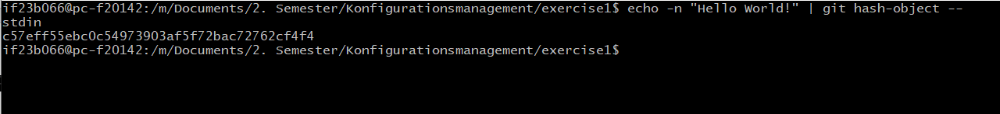 if23b066@pc-f20142:/m/Documents/2. Semester/Konfigurationsmanagement/exercise1$ echo -n "Hello World!" | git hash-object --
stdin
c57eff55ebc0c54973903af5f72bac72762cf4f4
if23b066@pc-f20142:/m/Documents/2. Semester/Konfigurationsmanagement/exercise1$